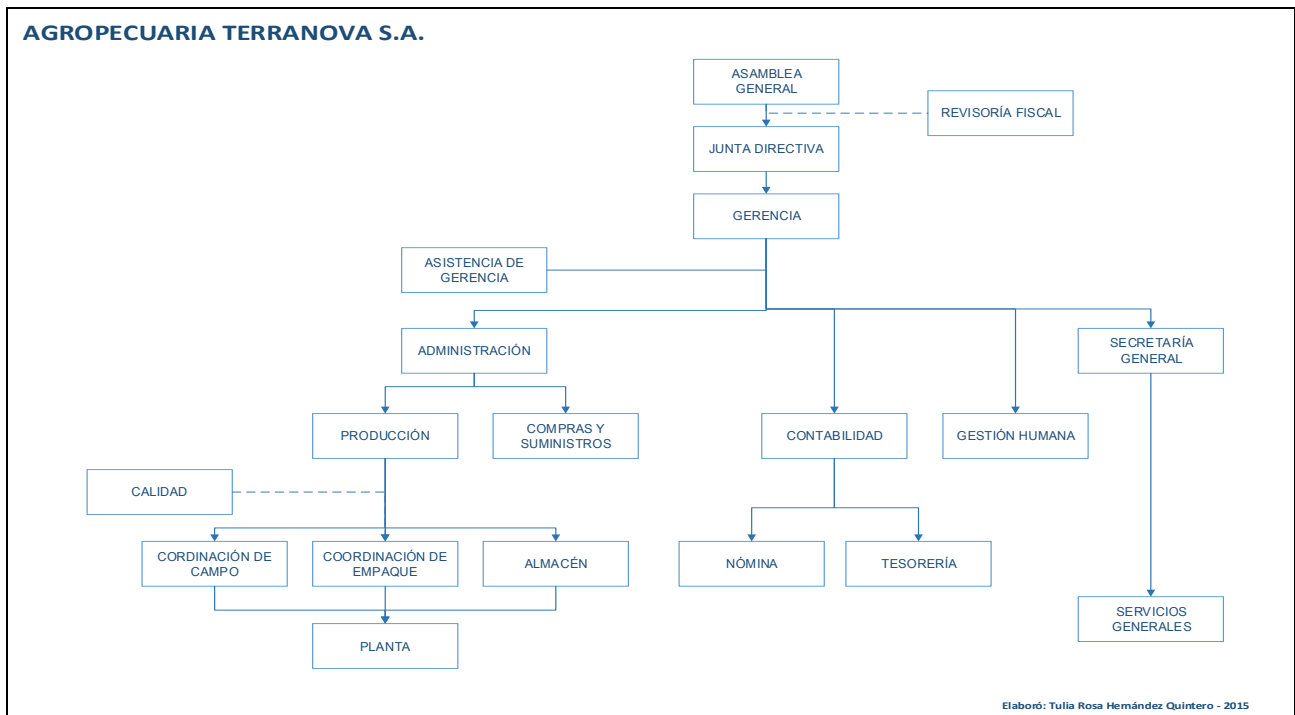 AGROPECUARIA TERRANOVA S.A.
ASAMBLEA
GENERAL
REVISORÍA FISCAL
JUNTA DIRECTIVA
GERENCIA
ASISTENCIA DE
GERENCIA
ADMINISTRACIÓN
SECRETARÍA
GENERAL
PRODUCCIÓN
COMPRAS Y
SUMINISTROS
CONTABILIDAD
GESTIÓN HUMANA
CALIDAD
CORDINACIÓN DE
CAMPO
COORDINACIÓN DE
EMPAQUE
ALMACÉN
NÓMINA
TESORERÍA
SERVICIOS
GENERALES
PLANTA
Elaboró: Tulia Rosa Hernández Quintero - 2015